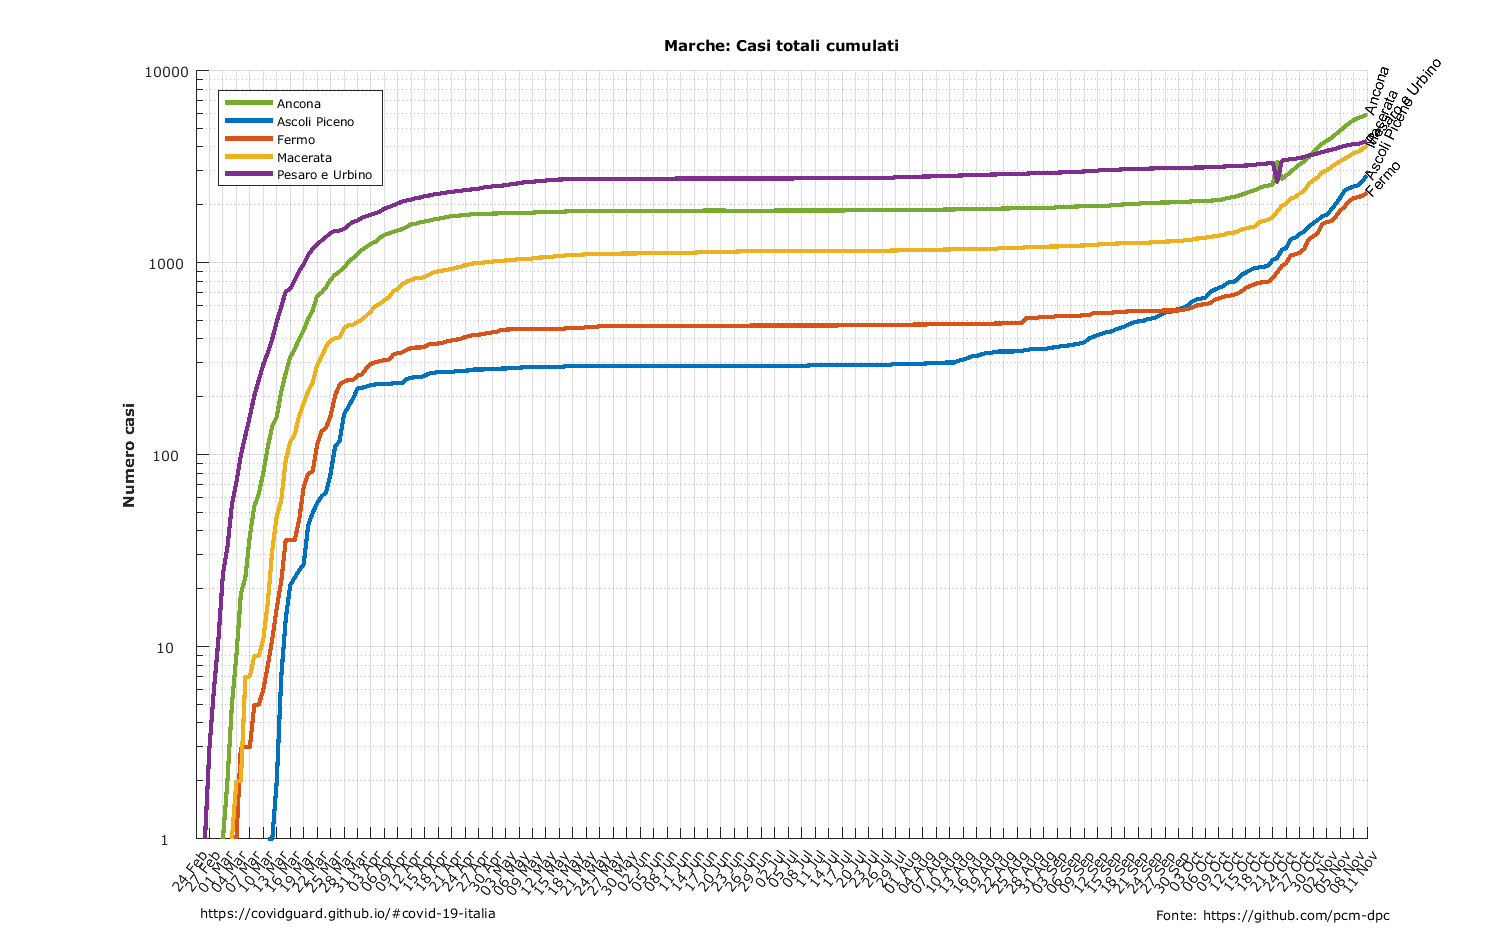 Marche: Casi totali cumulati
10000
1000
100
10
1
Numero casi
Ancona
Ascoli Piceno
Fermo
Macerata
Pesaro e Urbino
Ancona
Macerata
Pesaro e Urbino
Ascoli Piceno
Fermo
24 Feb
27 Feb
01 Mar
04 Mar
07 Mar
10 Mar
13 Mar
16 Mar
19 Mar
22 Mar
25 Mar
28 Mar
31 Mar
03 Apr
06 Apr
09 Apr
12 Apr
15 Apr
18 Apr
21 Apr
24 Apr
27 Apr
30 Apr
03 May
06 May
09 May
12 May
15 May
18 May
21 May
24 May
27 May
30 May
02 Jun
05 Jun
08 Jun
11 Jun
14 Jun
17 Jun
20 Jun
23 Jun
26 Jun
29 Jun
02 Jul
05 Jul
08 Jul
11 Jul
14 Jul
17 Jul
20 Jul
23 Jul
26 Jul
29 Jul
01 Aug
04 Aug
07 Aug
10 Aug
13 Aug
16 Aug
19 Aug
22 Aug
25 Aug
28 Aug
31 Aug
03 Sep
06 Sep
09 Sep
12 Sep
15 Sep
18 Sep
21 Sep
24 Sep
27 Sep
30 Sep
03 Oct
06 Oct
09 Oct
12 Oct
15 Oct
18 Oct
21 Oct
24 Oct
27 Oct
30 Oct
02 Nov
05 Nov
08 Nov
11 Nov
https://covidguard.github.io/#covid-19-italia
Fonte: https://github.com/pcm-dpc